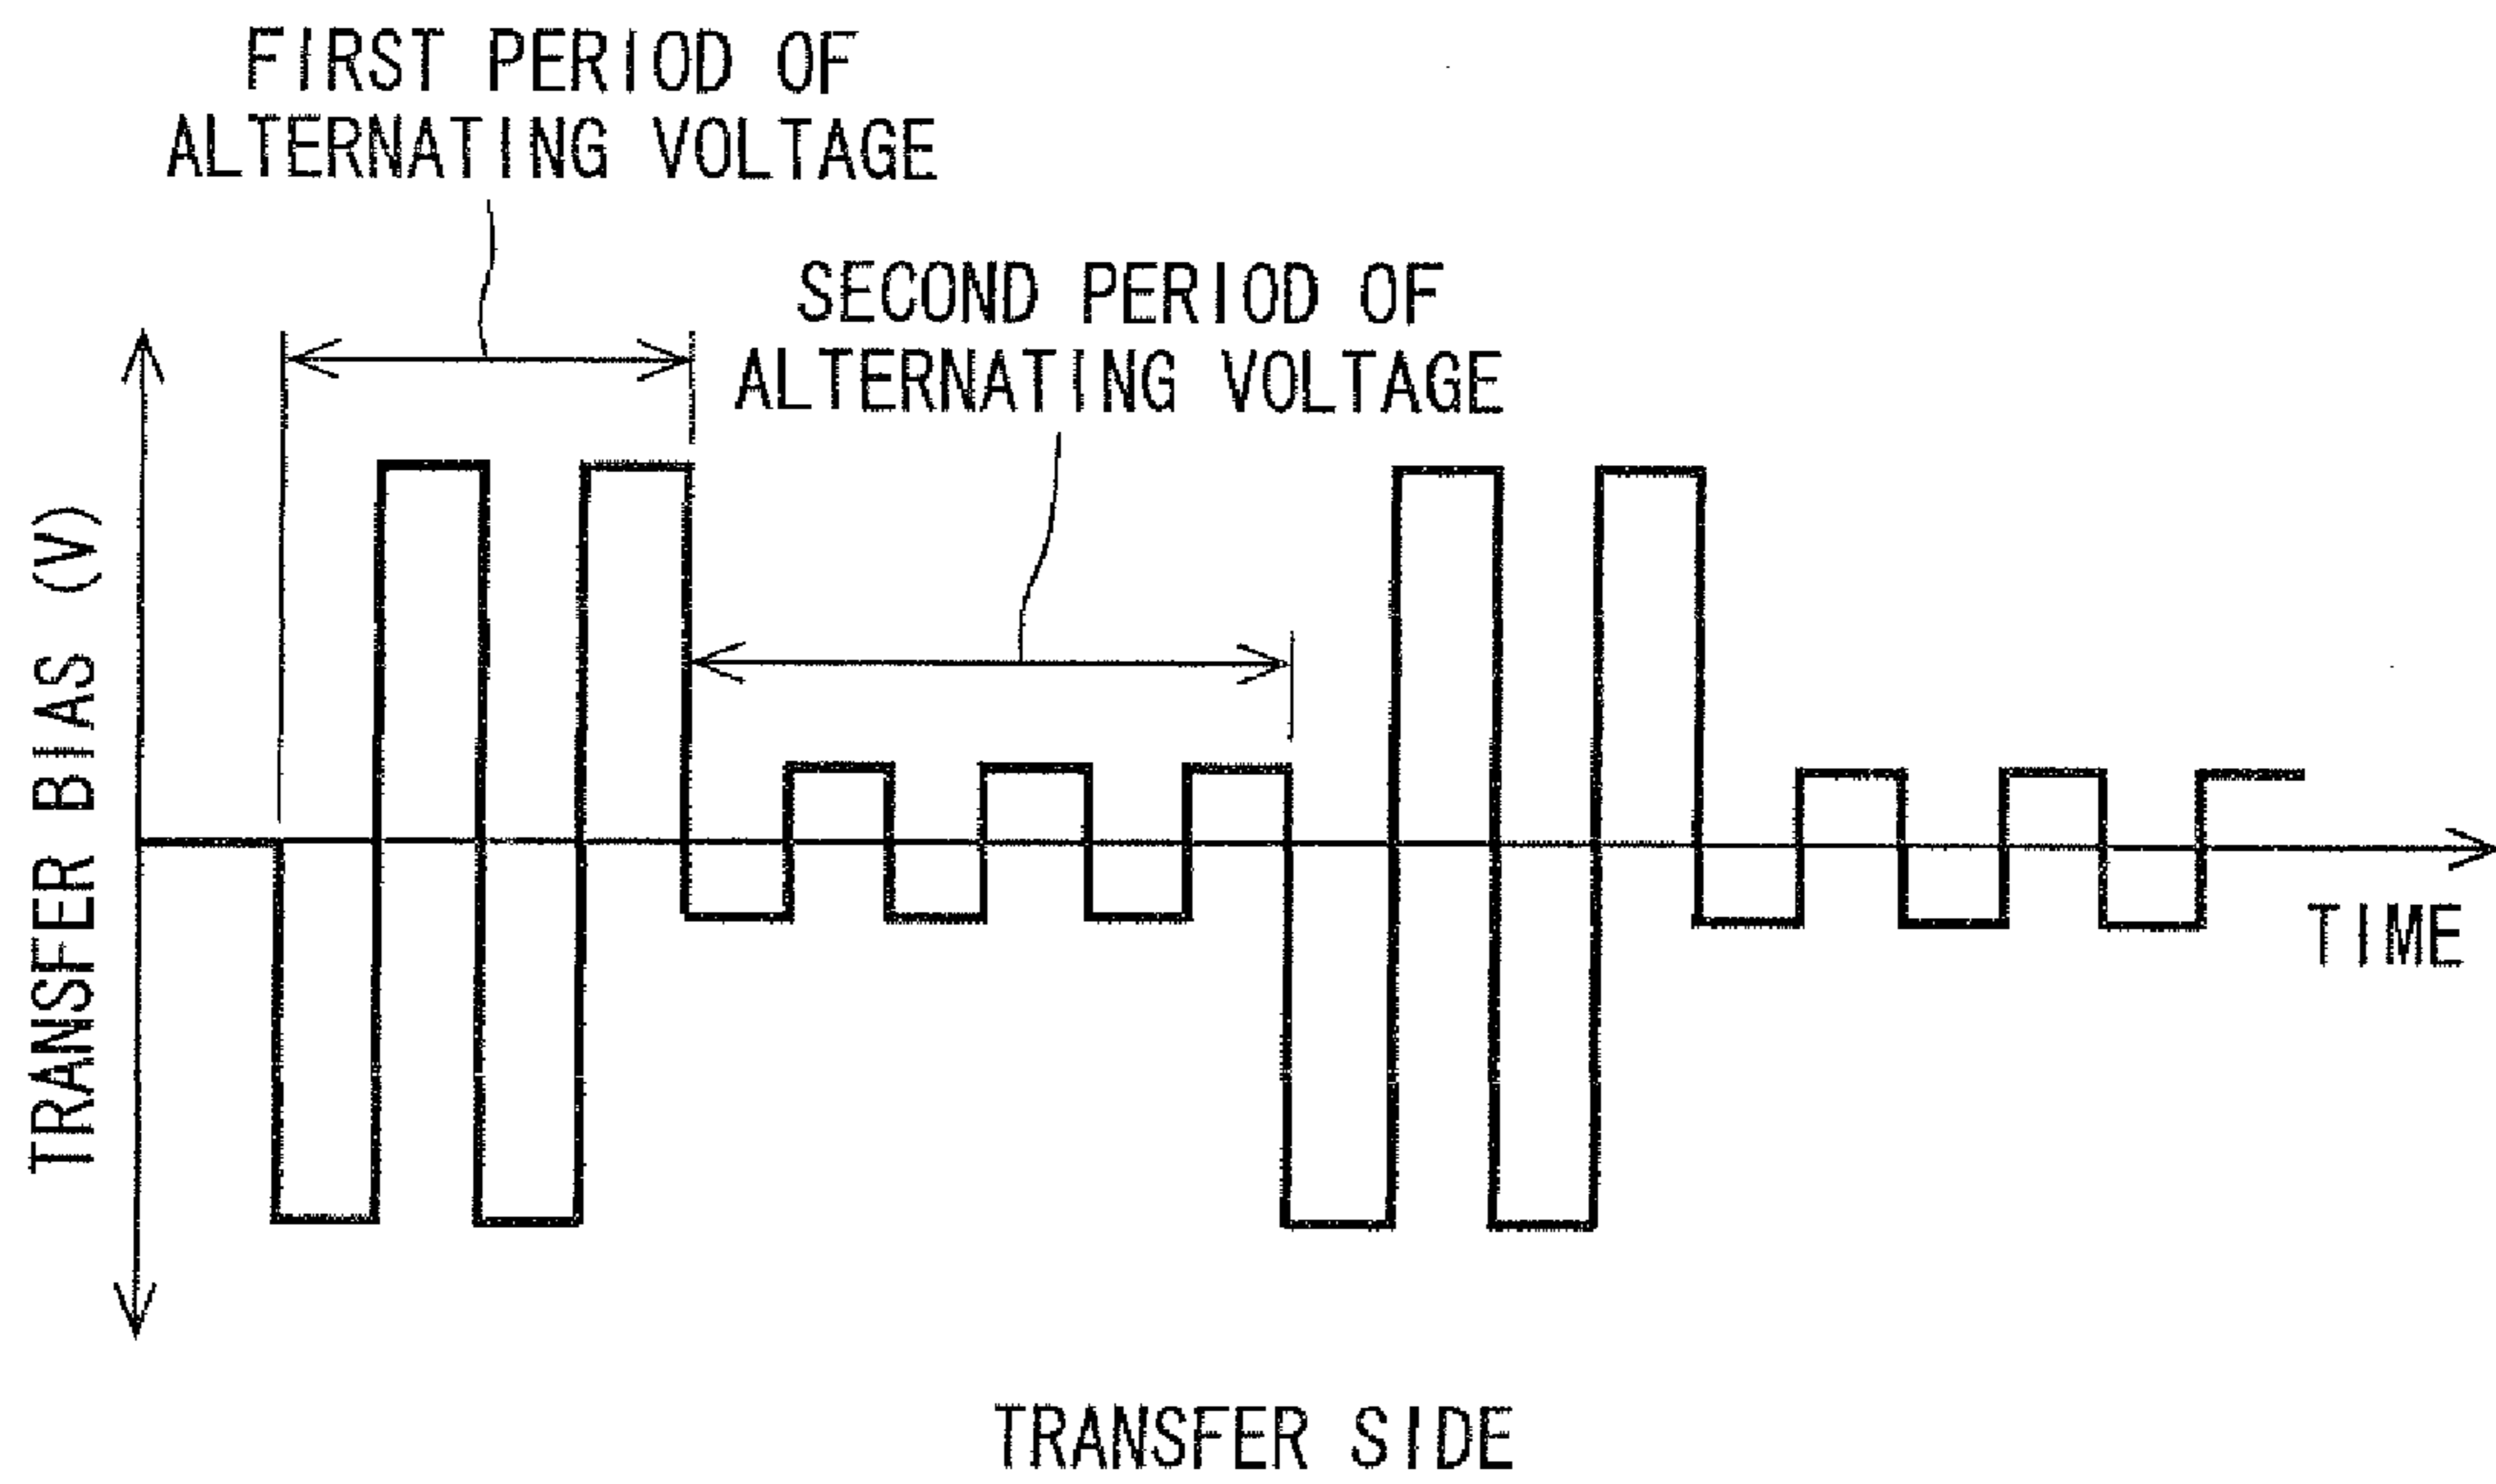 FIRST PERIOD OF
ALTERNATING VOLTAGE
SECOND PERIOD OF
ALTERNATING VOLTAGE
TRANSFER BIAS (V)
TIME
TRANSFER SIDE